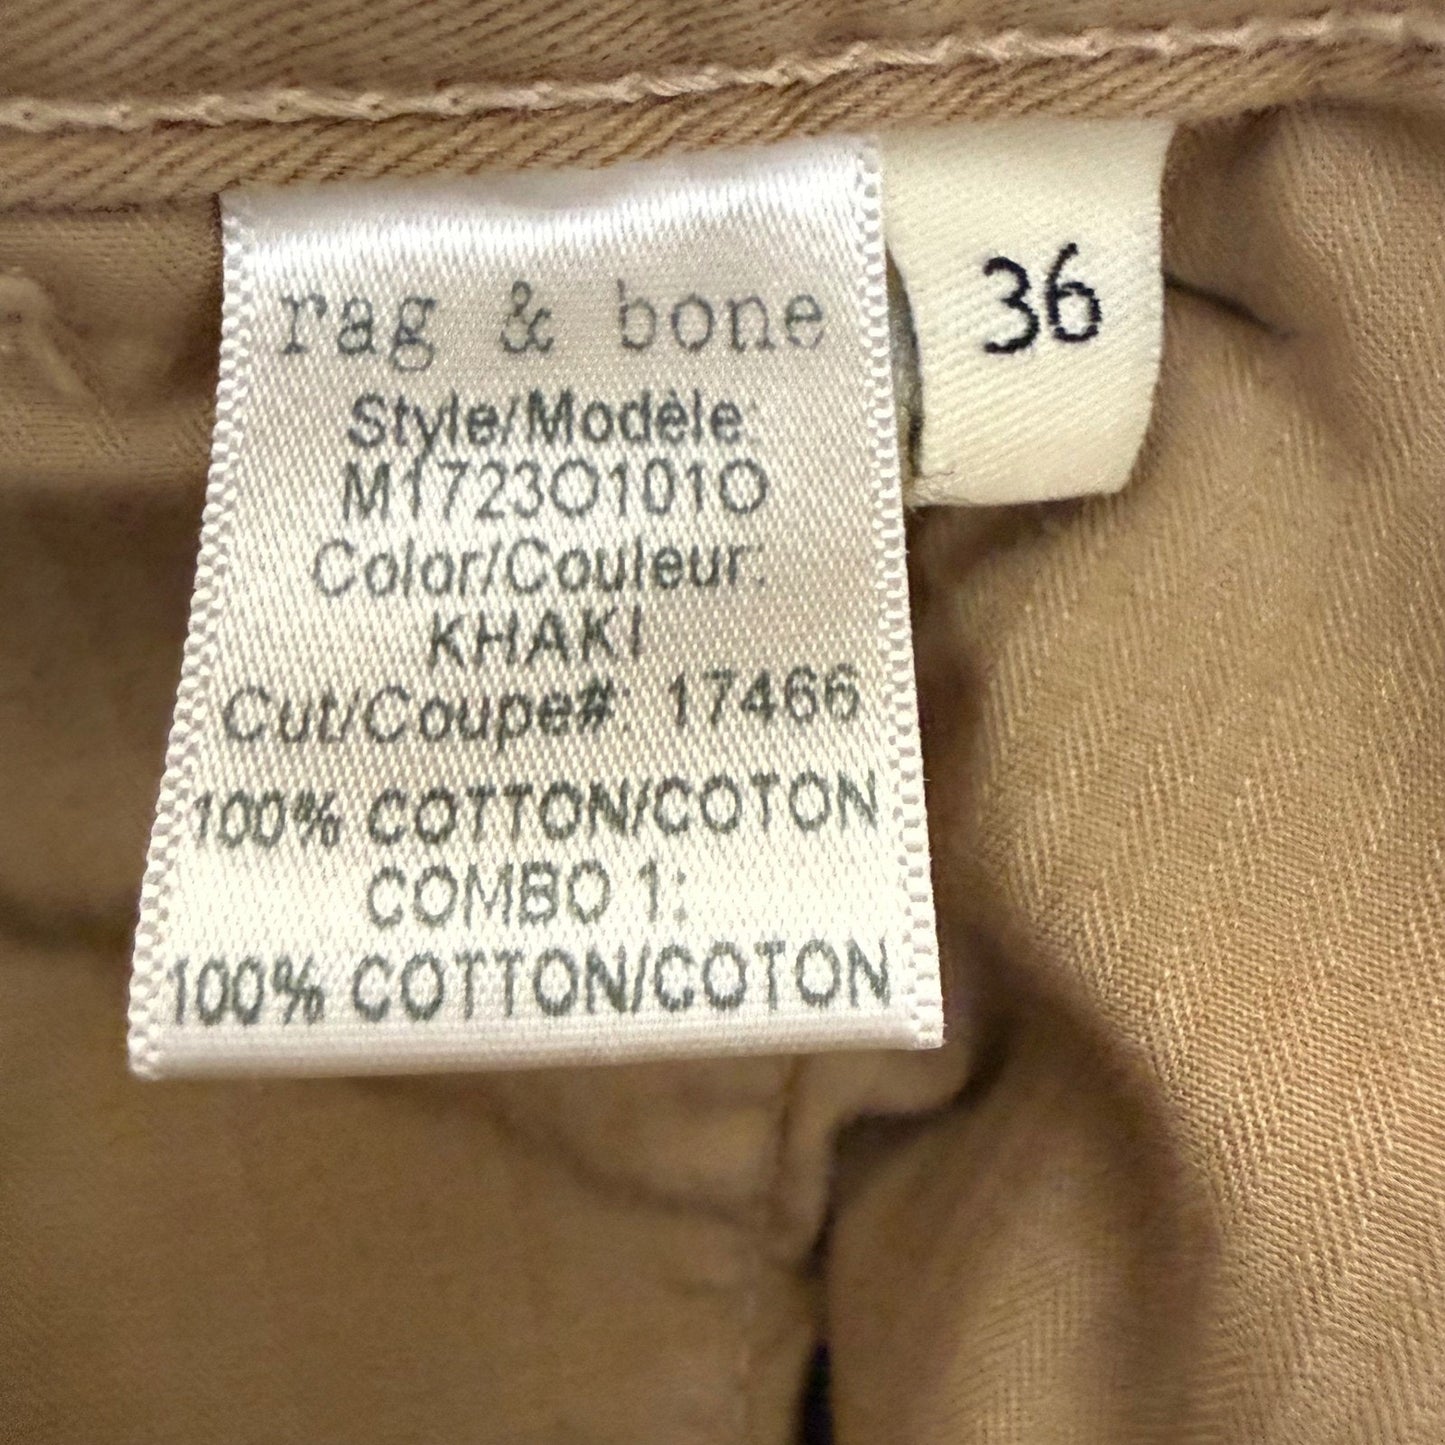 rag & bone
Style/Modèle:
M1723O101O
Color/Couleur:
KHAKI
Cut/Coupe#: 17466
100% COTTON/COTON
COMBO 1:
100% COTTON/COTON
36